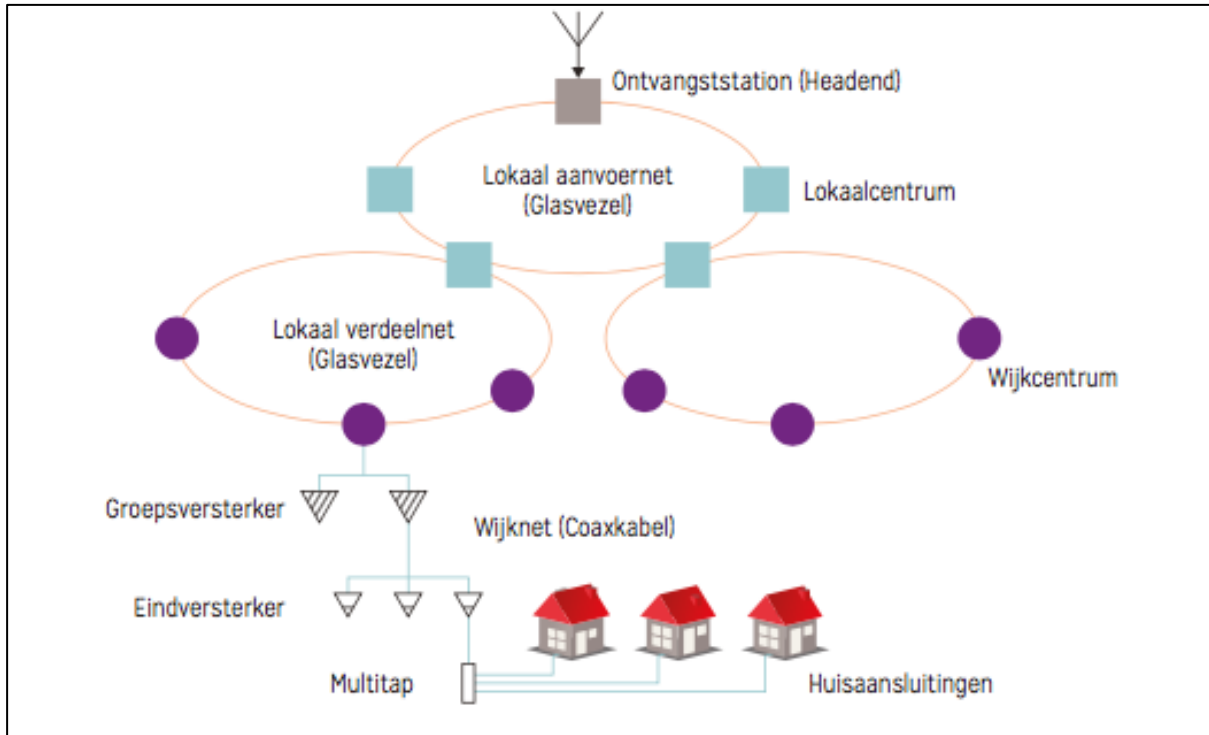 Ontvangststation (Headend)
Lokaal aanvoernet
(Glasvezel)
Lokaalcentrum
Lokaal verdeelnet
(Glasvezel)
Wijkcentrum
Groepsversterker
Wijknet (Coaxkabel)
Eindversterker
Multitap
Huisaansluitingen